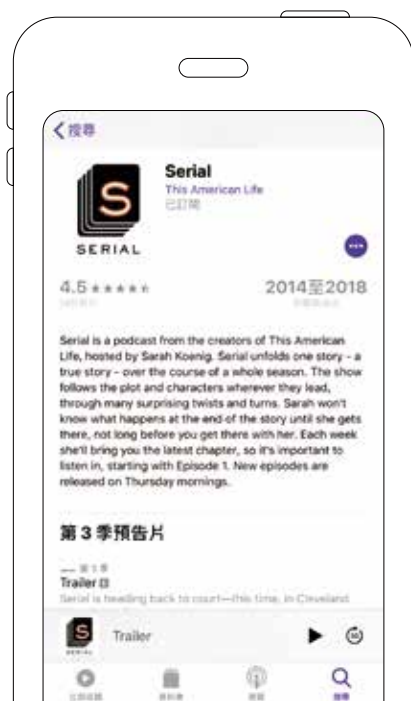 搜尋
Serial
This American Life
已訂閱
S
SERIAL
4.5 ★★★★★
2014至2018
Serial is a podcast from the creators of This American
Life, hosted by Sarah Koenig. Serial unfolds one story - a
true story - over the course of a whole season. The show
follows the plot and characters wherever they lead,
through many surprising twists and turns. Sarah won't
know what happens at the end of the story until she gets
there, not long before you get there with her. Each week
she'll bring you the latest chapter, so it's important to
listen in, starting with Episode 1. New episodes are
released on Thursday mornings.
第 3 季預告片
第 3 季
Trailer
Serial is heading back to court—this time, in Cleveland.
S
SERIAL
Trailer
30
搜尋